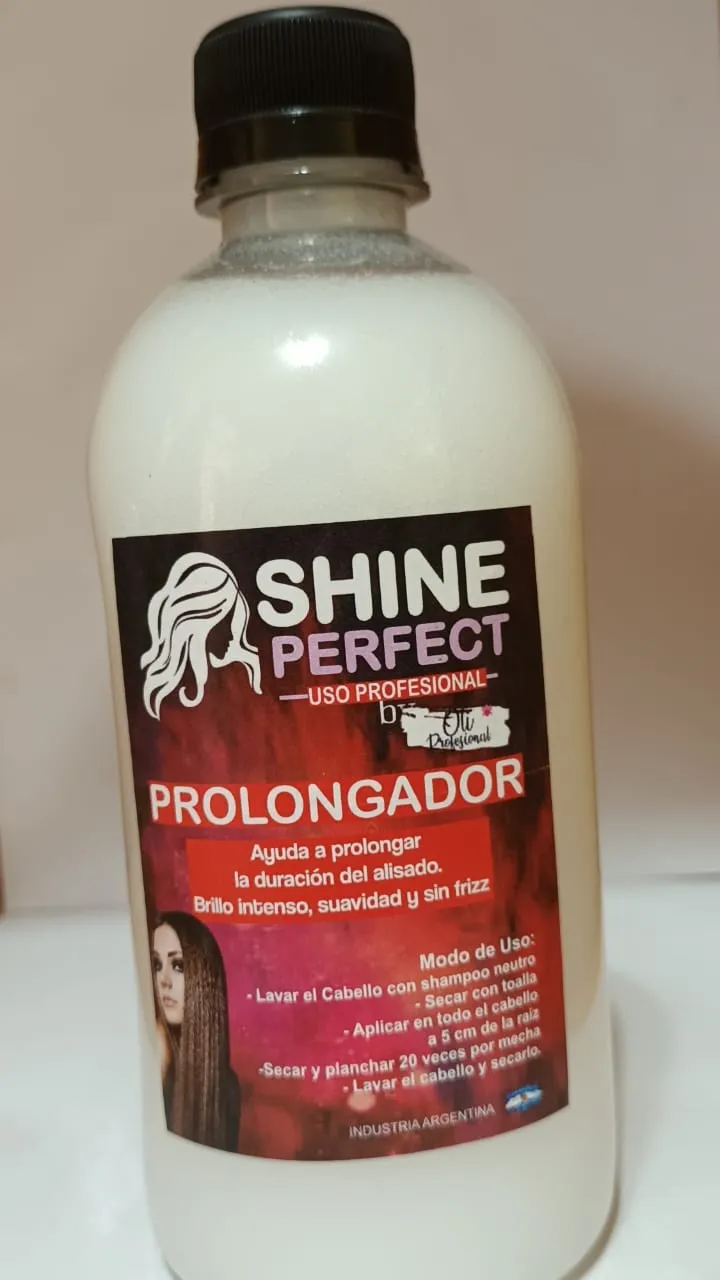 SHINE
PERFECT
USO PROFESIONAL
by Oli
Profesional
PROLONGADOR
Ayuda a prolongar
la duración del alisado.
Brillo intenso, suavidad y sin frizz
Modo de Uso:
- Lavar el Cabello con shampoo neutro
- Secar con toalla
- Aplicar en todo el cabello
a 5 cm de la raiz
-Secar y planchar 20 veces por mecha
- Lavar el cabello y secarlo.
INDUSTRIA ARGENTINA